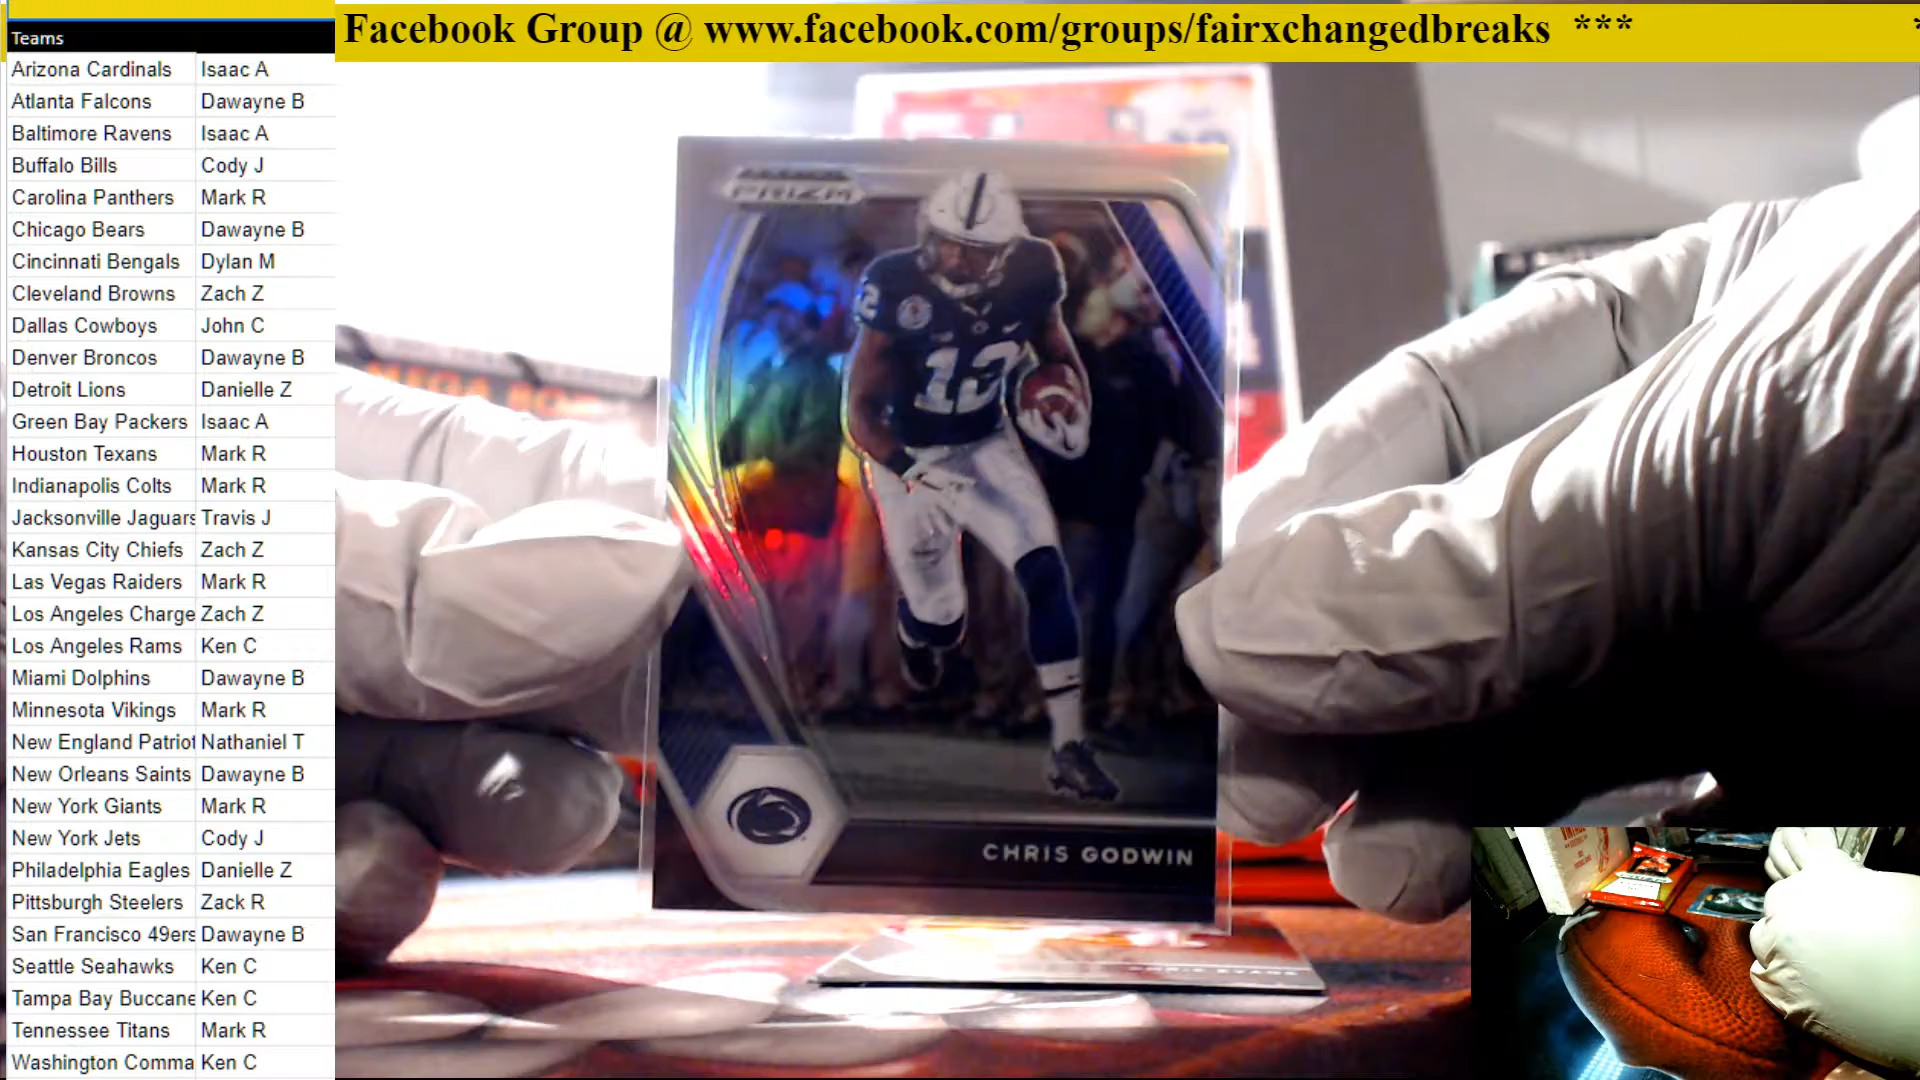 Facebook Group @ www.facebook.com/groups/fairxchangedbreaks ***
Teams
Arizona Cardinals Isaac A
Atlanta Falcons Dawayne B
Baltimore Ravens Isaac A
Buffalo Bills Cody J
Carolina Panthers Mark R
Chicago Bears Dawayne B
Cincinnati Bengals Dylan M
Cleveland Browns Zach Z
Dallas Cowboys John C
Denver Broncos Dawayne B
Detroit Lions Danielle Z
Green Bay Packers Isaac A
Houston Texans Mark R
Indianapolis Colts Mark R
Jacksonville Jaguars Travis J
Kansas City Chiefs Zach Z
Las Vegas Raiders Mark R
Los Angeles Charge Zach Z
Los Angeles Rams Ken C
Miami Dolphins Dawayne B
Minnesota Vikings Mark R
New England Patriot Nathaniel T
New Orleans Saints Dawayne B
New York Giants Mark R
New York Jets Cody J
Philadelphia Eagles Danielle Z
Pittsburgh Steelers Zack R
San Francisco 49ers Dawayne B
Seattle Seahawks Ken C
Tampa Bay Buccane Ken C
Tennessee Titans Mark R
Washington Comma Ken C
PRIZM
12
CHRIS GODWIN
MEGA BO
CHRIS EVANS